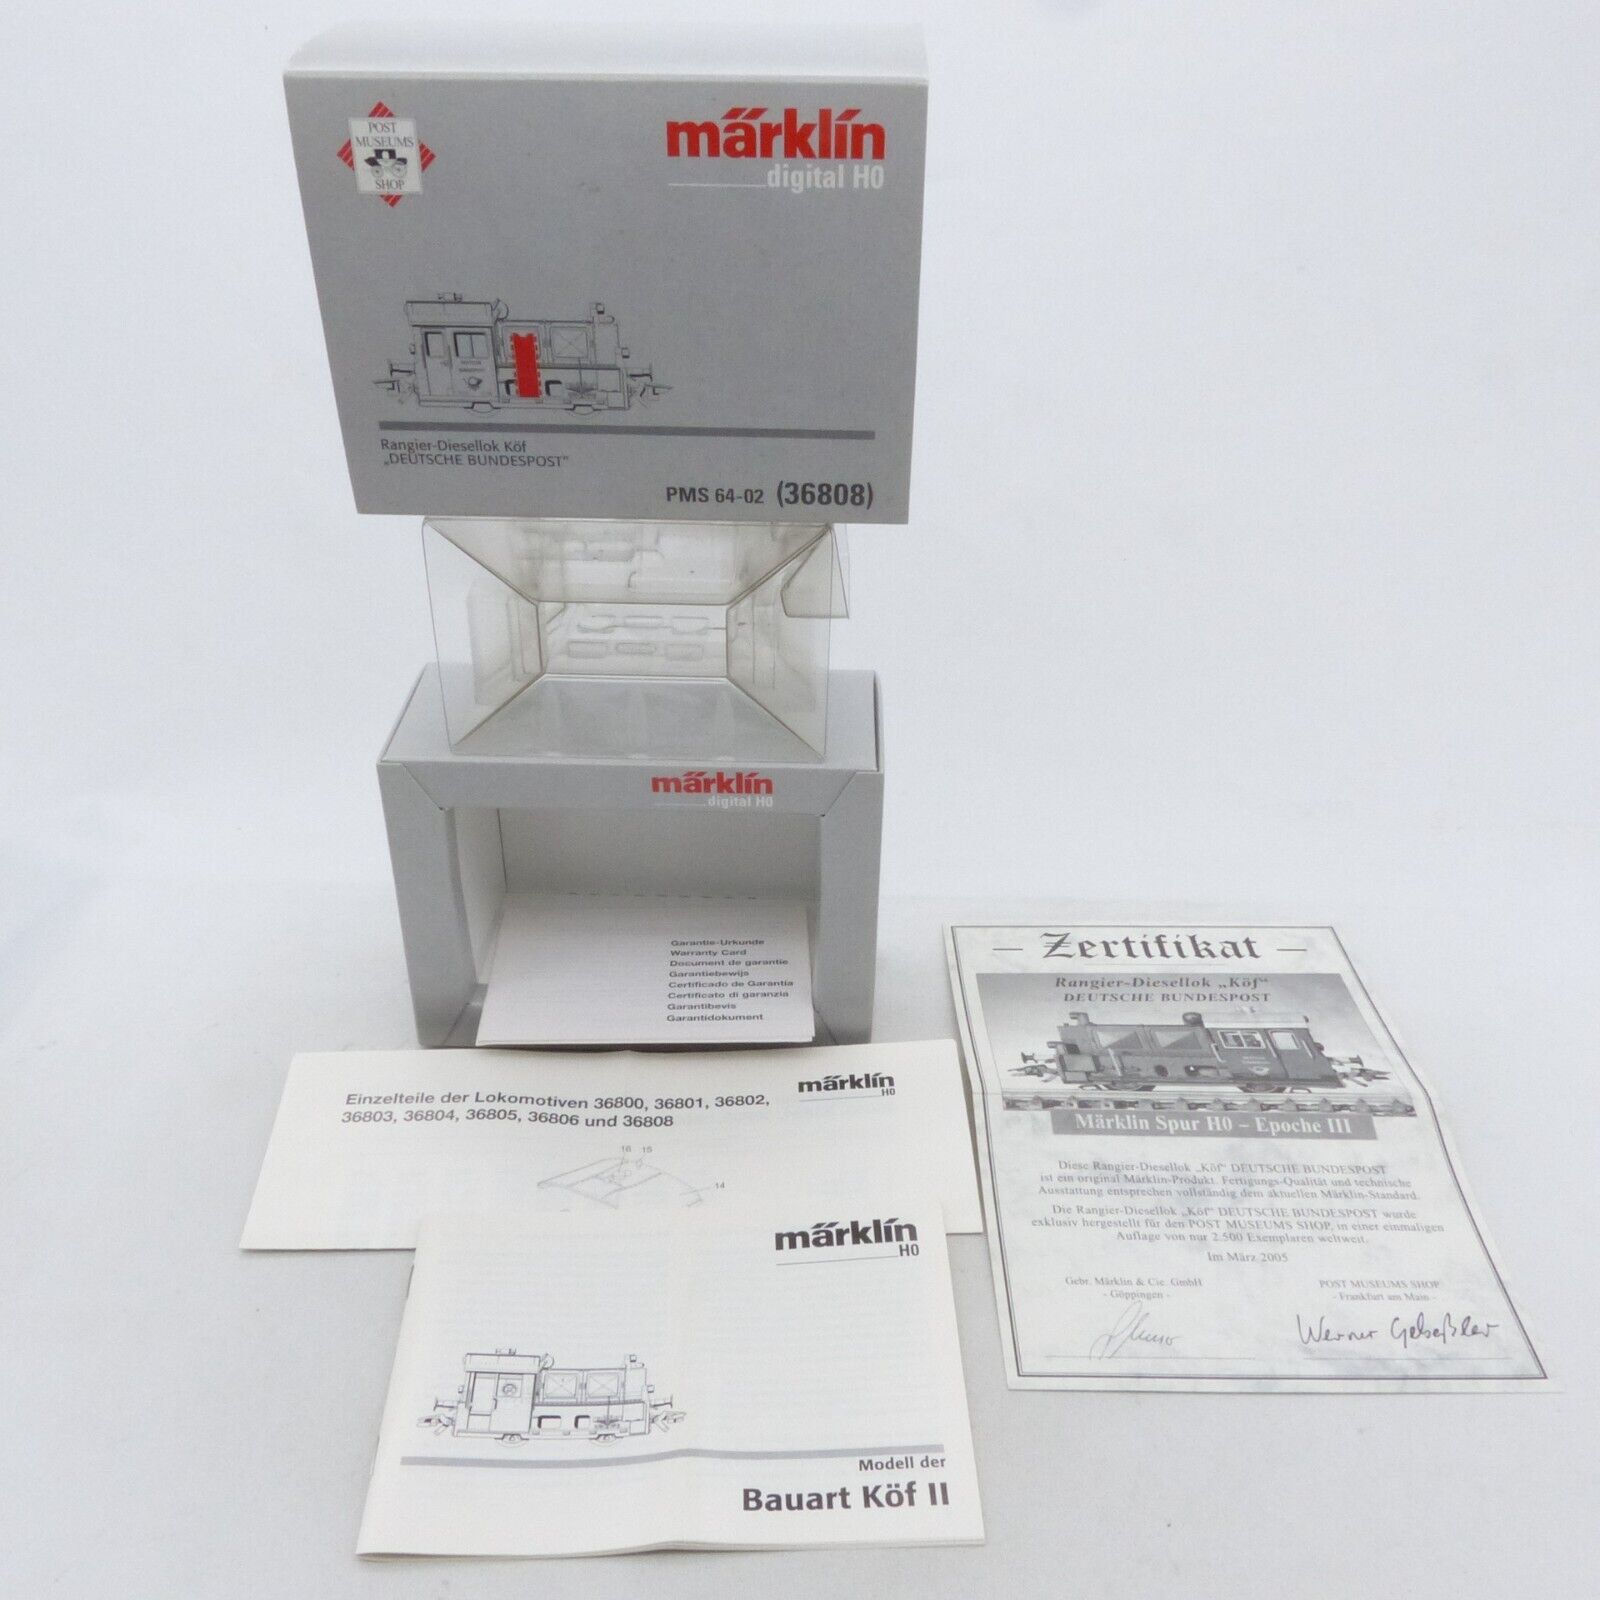 POST
MUSEUMS
SHOP
märklin
digital H0
Rangier-Diesellok Köf
„DEUTSCHE BUNDESPOST"
PMS 64-02 (36808)
märklin
digital H0
Garantie-Urkunde
Warranty Card
Document de garantie
Garantiebewijs
Certificado de Garantia
Certificato di garanzia
Garantibevis
Garantidokument
märklin
H0
Einzelteile der Lokomotiven 36800, 36801, 36802,
36803, 36804, 36805, 36806 und 36808
16 15
14
märklin
H0
Modell der
Bauart Köf II
– Zertifikat –
Rangier-Diesellok „Köf"
DEUTSCHE BUNDESPOST
Märklin Spur H0 – Epoche III
Diese Rangier-Diesellok „Köf" DEUTSCHE BUNDESPOST
ist ein original Märklin-Produkt. Fertigungs-Qualität und technische
Ausstattung entsprechen vollständig dem aktuellen Märklin-Standard.
Die Rangier-Diesellok „Köf" DEUTSCHE BUNDESPOST wurde
exklusiv hergestellt für den POST MUSEUMS SHOP, in einer einmaligen
Auflage von nur 2.500 Exemplaren weltweit.
Im März 2005
Gebr. Märklin & Cie. GmbH
- Göppingen -
POST MUSEUMS SHOP
- Frankfurt am Main -
Werner